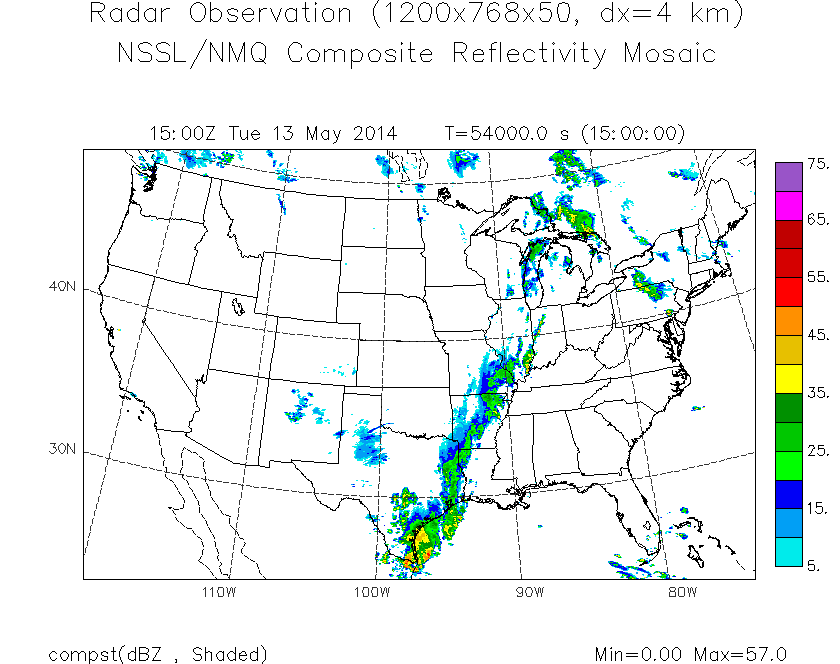 Radar Observation (1200x768x50, dx=4 km)
NSSL/NMQ Composite Reflectivity Mosaic
15:00Z Tue 13 May 2014 T=54000.0 s (15:00:00)
75.
65.
55.
45.
35.
25.
15.
5.
40N
30N
110W 100W 90W 80W
compst(dBZ , Shaded) Min=0.00 Max=57.0